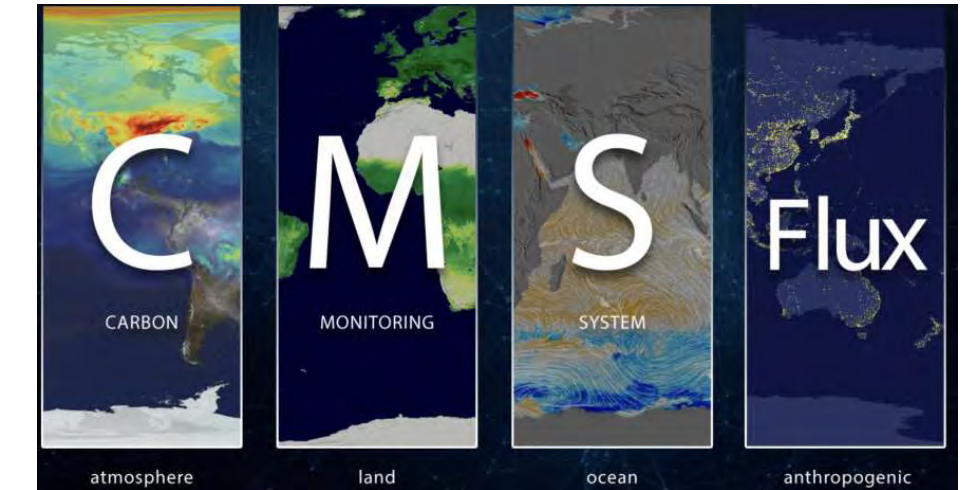 C M S Flux
CARBON MONITORING SYSTEM
atmosphere land ocean anthropogenic